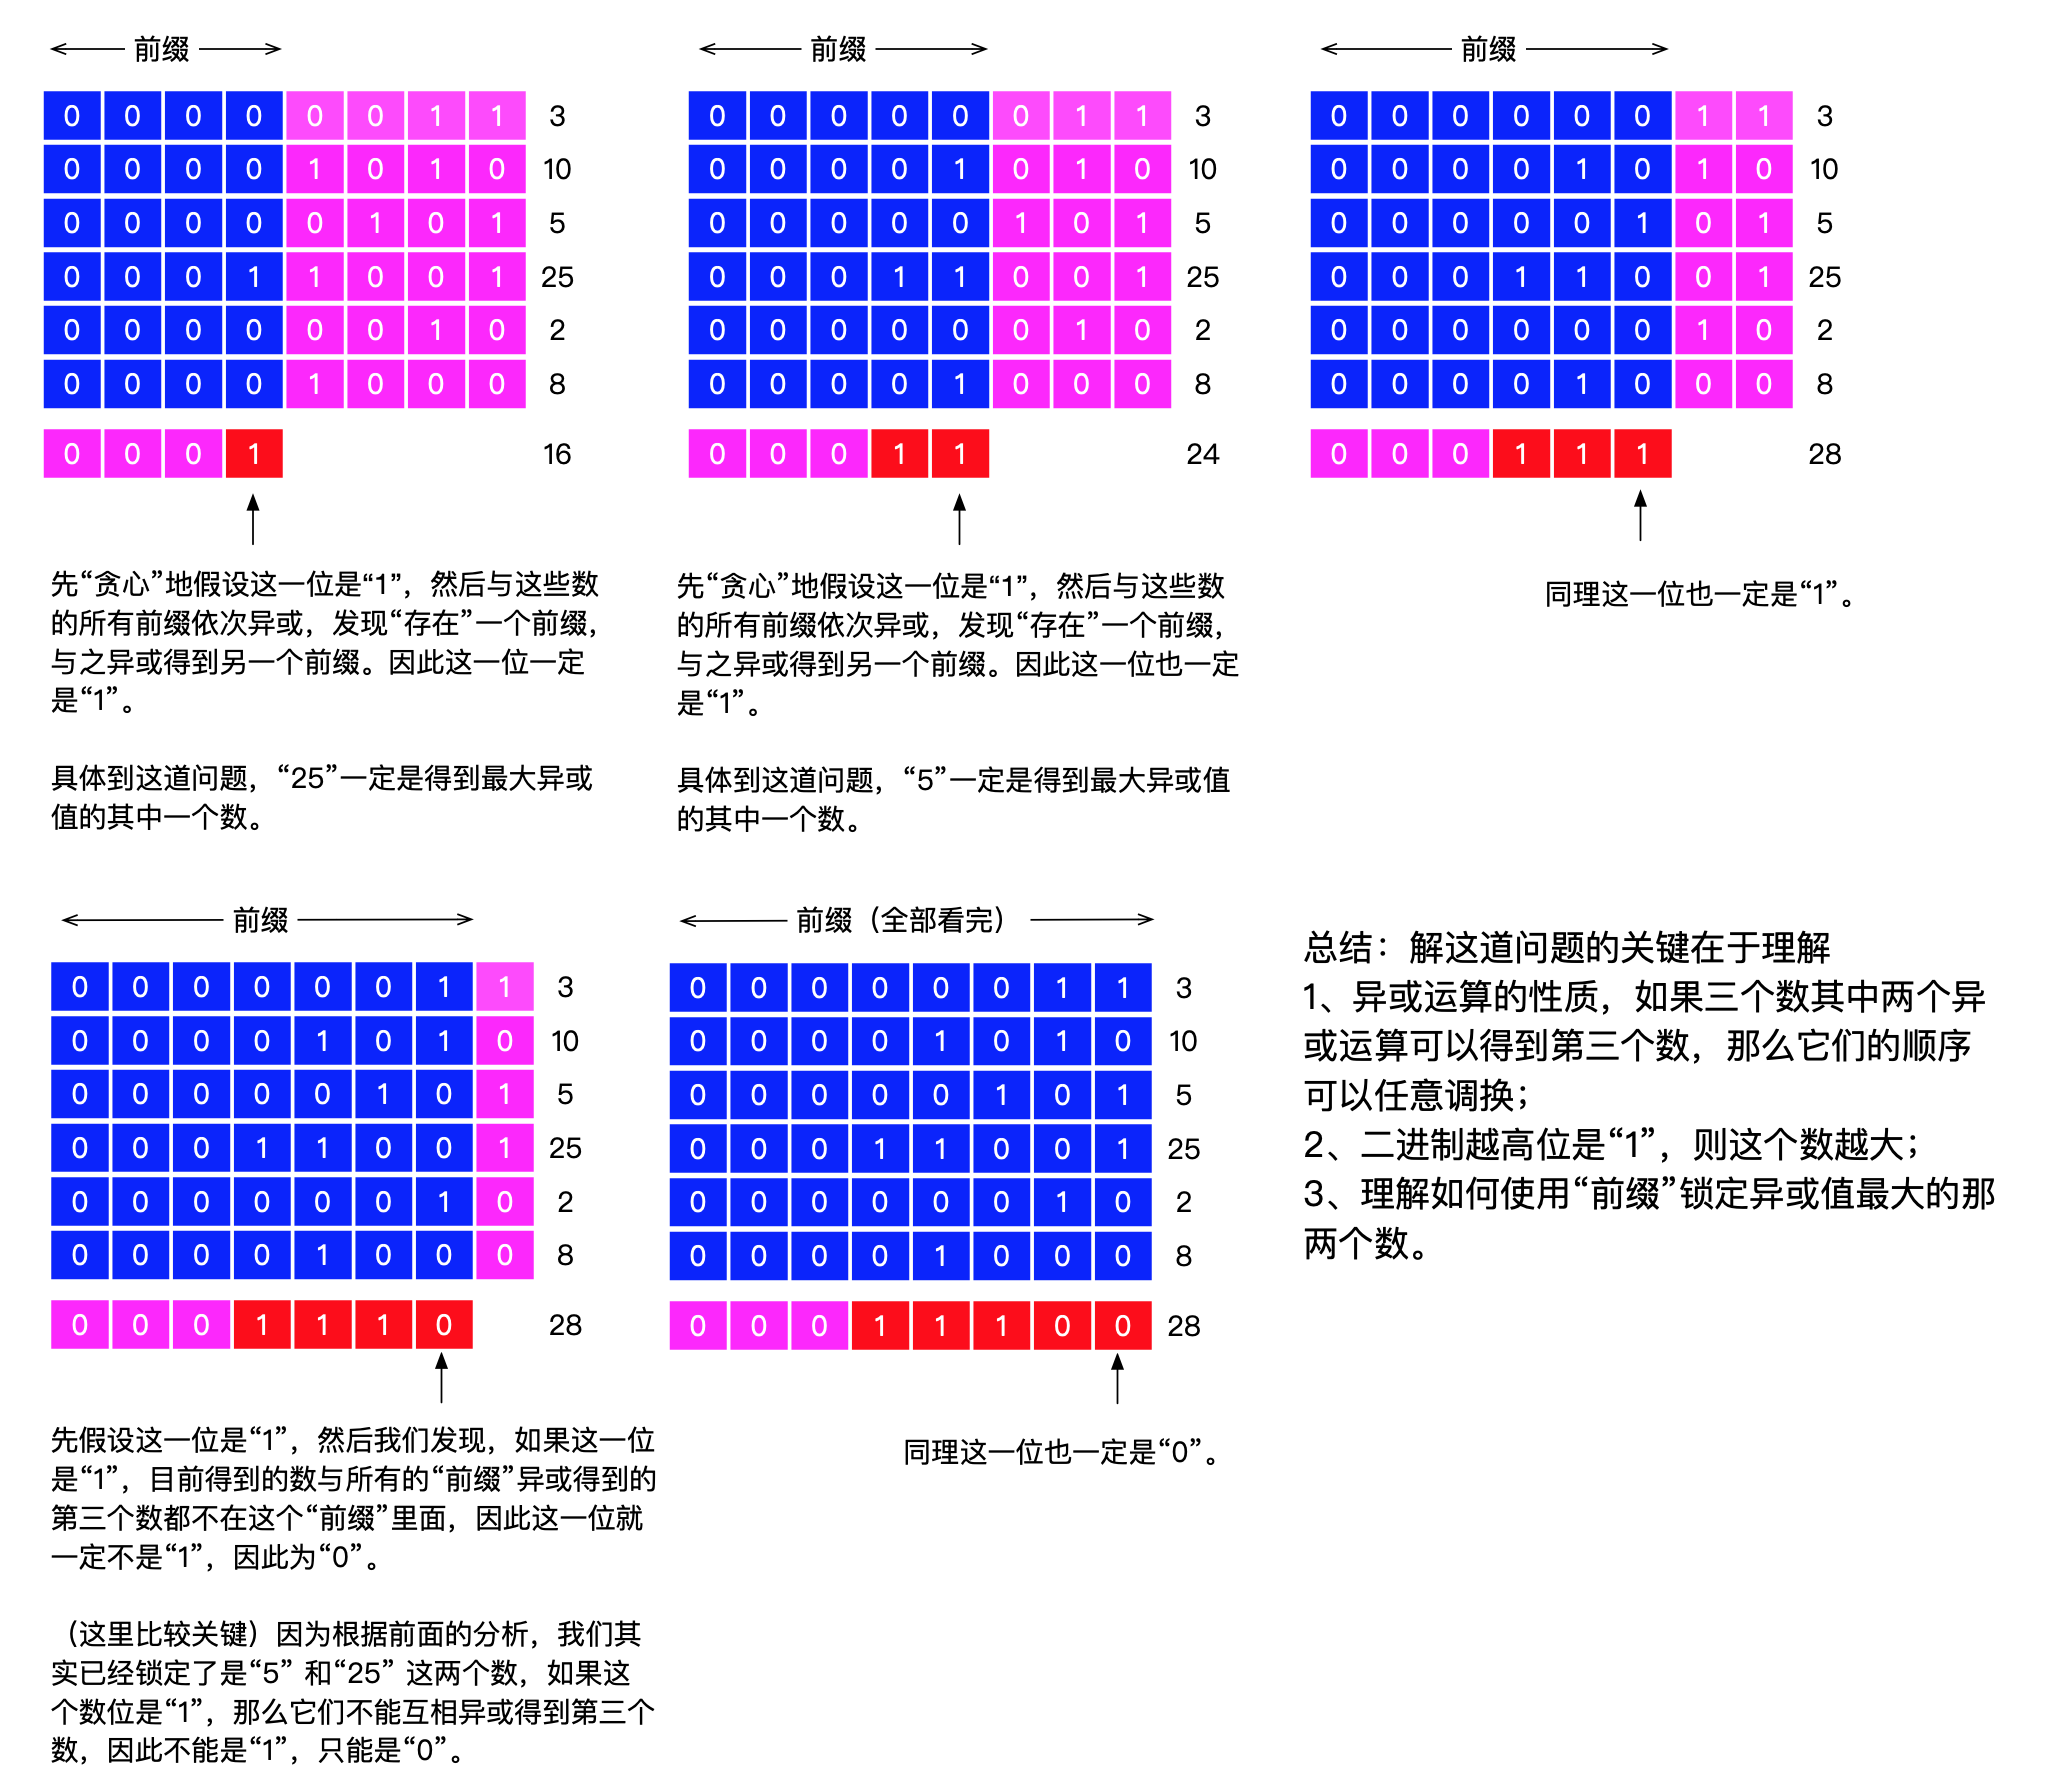 前缀
0 0 0 0 0 0 1 1 3
0 0 0 0 1 0 1 0 10
0 0 0 0 0 1 0 1 5
0 0 0 1 1 0 0 1 25
0 0 0 0 0 0 1 0 2
0 0 0 0 1 0 0 0 8
0 0 0 1 16
先“贪心”地假设这一位是“1”，然后与这些数
的所有前缀依次异或，发现“存在”一个前缀，
与之异或得到另一个前缀。因此这一位一定
是“1”。
具体到这道问题，“25”一定是得到最大异或
值的其中一个数。
前缀
0 0 0 0 0 0 1 1 3
0 0 0 0 1 0 1 0 10
0 0 0 0 0 1 0 1 5
0 0 0 1 1 0 0 1 25
0 0 0 0 0 0 1 0 2
0 0 0 0 1 0 0 0 8
0 0 0 1 1 24
先“贪心”地假设这一位是“1”，然后与这些数
的所有前缀依次异或，发现“存在”一个前缀，
与之异或得到另一个前缀。因此这一位也一定
是“1”。
具体到这道问题，“5”一定是得到最大异或值
的其中一个数。
前缀
0 0 0 0 0 0 1 1 3
0 0 0 0 1 0 1 0 10
0 0 0 0 0 1 0 1 5
0 0 0 1 1 0 0 1 25
0 0 0 0 0 0 1 0 2
0 0 0 0 1 0 0 0 8
0 0 0 1 1 1 28
同理这一位也一定是“1”。
前缀
0 0 0 0 0 0 1 1 3
0 0 0 0 1 0 1 0 10
0 0 0 0 0 1 0 1 5
0 0 0 1 1 0 0 1 25
0 0 0 0 0 0 1 0 2
0 0 0 0 1 0 0 0 8
0 0 0 1 1 1 0 28
先假设这一位是“1”，然后我们发现，如果这一位
是“1”，目前得到的数与所有的“前缀”异或得到的
第三个数都不在这个“前缀”里面，因此这一位就
一定不是“1”，因此为“0”。
（这里比较关键）因为根据前面的分析，我们其
实已经锁定了是“5” 和“25” 这两个数，如果这
个数位是“1”，那么它们不能互相异或得到第三个
数，因此不能是“1”，只能是“0”。
前缀（全部看完）
0 0 0 0 0 0 1 1 3
0 0 0 0 1 0 1 0 10
0 0 0 0 0 1 0 1 5
0 0 0 1 1 0 0 1 25
0 0 0 0 0 0 1 0 2
0 0 0 0 1 0 0 0 8
0 0 0 1 1 1 0 0 28
同理这一位也一定是“0”。
总结：解这道问题的关键在于理解
1、异或运算的性质，如果三个数其中两个异
或运算可以得到第三个数，那么它们的顺序
可以任意调换；
2、二进制越高位是“1”，则这个数越大；
3、理解如何使用“前缀”锁定异或值最大的那
两个数。